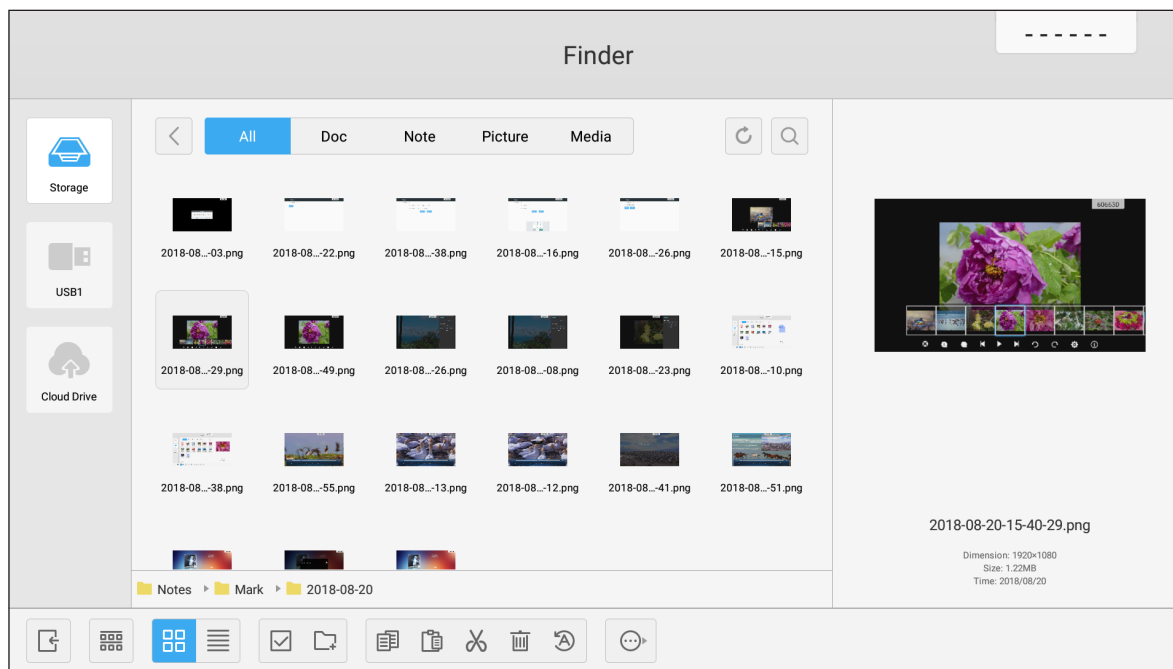 - - - - - -
Finder
All Doc Note Picture Media
Storage
USB1
Cloud Drive
2018-08...-03.png 2018-08...-22.png 2018-08...-38.png 2018-08...-16.png 2018-08...-26.png 2018-08...-15.png
2018-08...-29.png 2018-08...-49.png 2018-08...-26.png 2018-08...-08.png 2018-08...-23.png 2018-08...-10.png
2018-08...-38.png 2018-08...-55.png 2018-08...-13.png 2018-08...-12.png 2018-08...-41.png 2018-08...-51.png
Notes Mark 2018-08-20
60663D
2018-08-20-15-40-29.png
Dimension: 1920×1080
Size: 1.22MB
Time: 2018/08/20